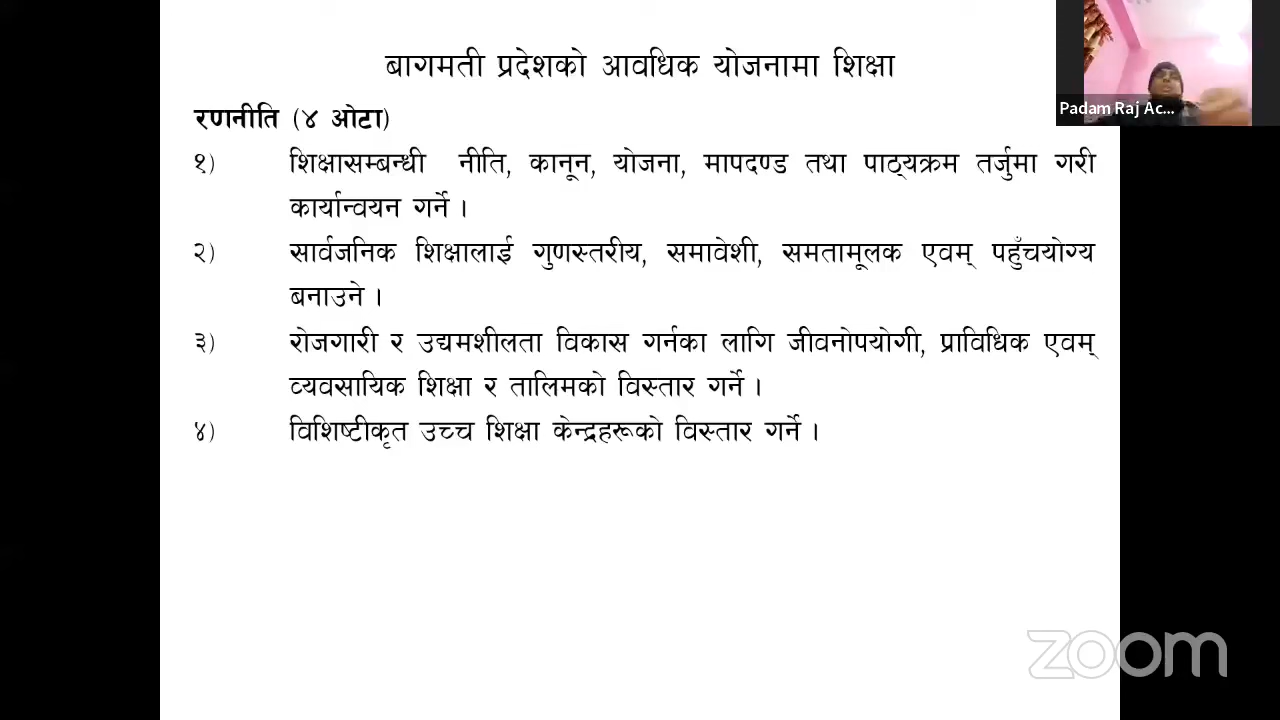 बागमती प्रदेशको आवधिक योजनामा शिक्षा
Padam Raj Ac...
रणनीति (४ ओटा)
१) शिक्षासम्बन्धी नीति, कानून, योजना, मापदण्ड तथा पाठ्यक्रम तर्जुमा गरी
कार्यान्वयन गर्ने ।
२) सार्वजनिक शिक्षालाई गुणस्तरीय, समावेशी, समतामूलक एवम् पहुँचयोग्य
बनाउने ।
३) रोजगारी र उद्यमशीलता विकास गर्नका लागि जीवनोपयोगी, प्राविधिक एवम्
व्यवसायिक शिक्षा र तालिमको विस्तार गर्ने ।
४) विशिष्टीकृत उच्च शिक्षा केन्द्रहरूको विस्तार गर्ने ।
zoom